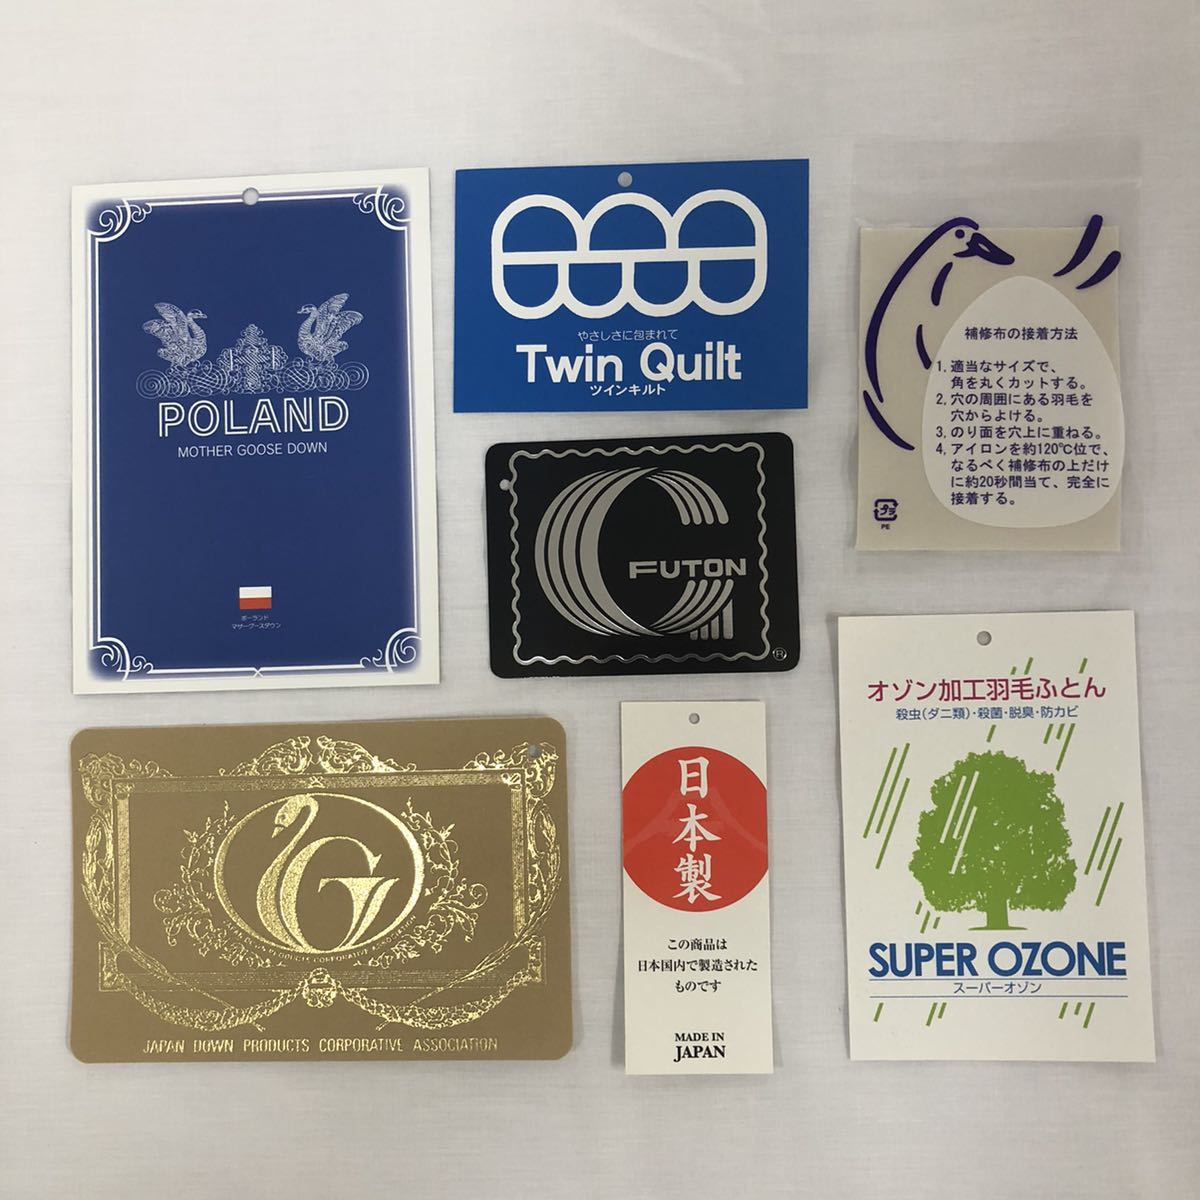 POLAND
MOTHER GOOSE DOWN
ポーランド
マザーグースダウン
やさしさに包まれて
Twin Quilt
ツインキルト
補修布の接着方法
1. 適当なサイズで、
角を丸くカットする。
2. 穴の周囲にある羽毛を
穴からよける。
3. のり面を穴上に重ねる。
4. アイロンを約120℃位で、
なるべく補修布の上だけ
に約20秒間当て、完全に
接着する。
プラ
PE
G
FUTON
®
G
JAPAN DOWN PRODUCTS CORPORATIVE ASSOCIATION
日本製
この商品は
日本国内で製造された
ものです
MADE IN
JAPAN
オゾン加工羽毛ふとん
殺虫(ダニ類)・殺菌・脱臭・防カビ
SUPER OZONE
スーパーオゾン